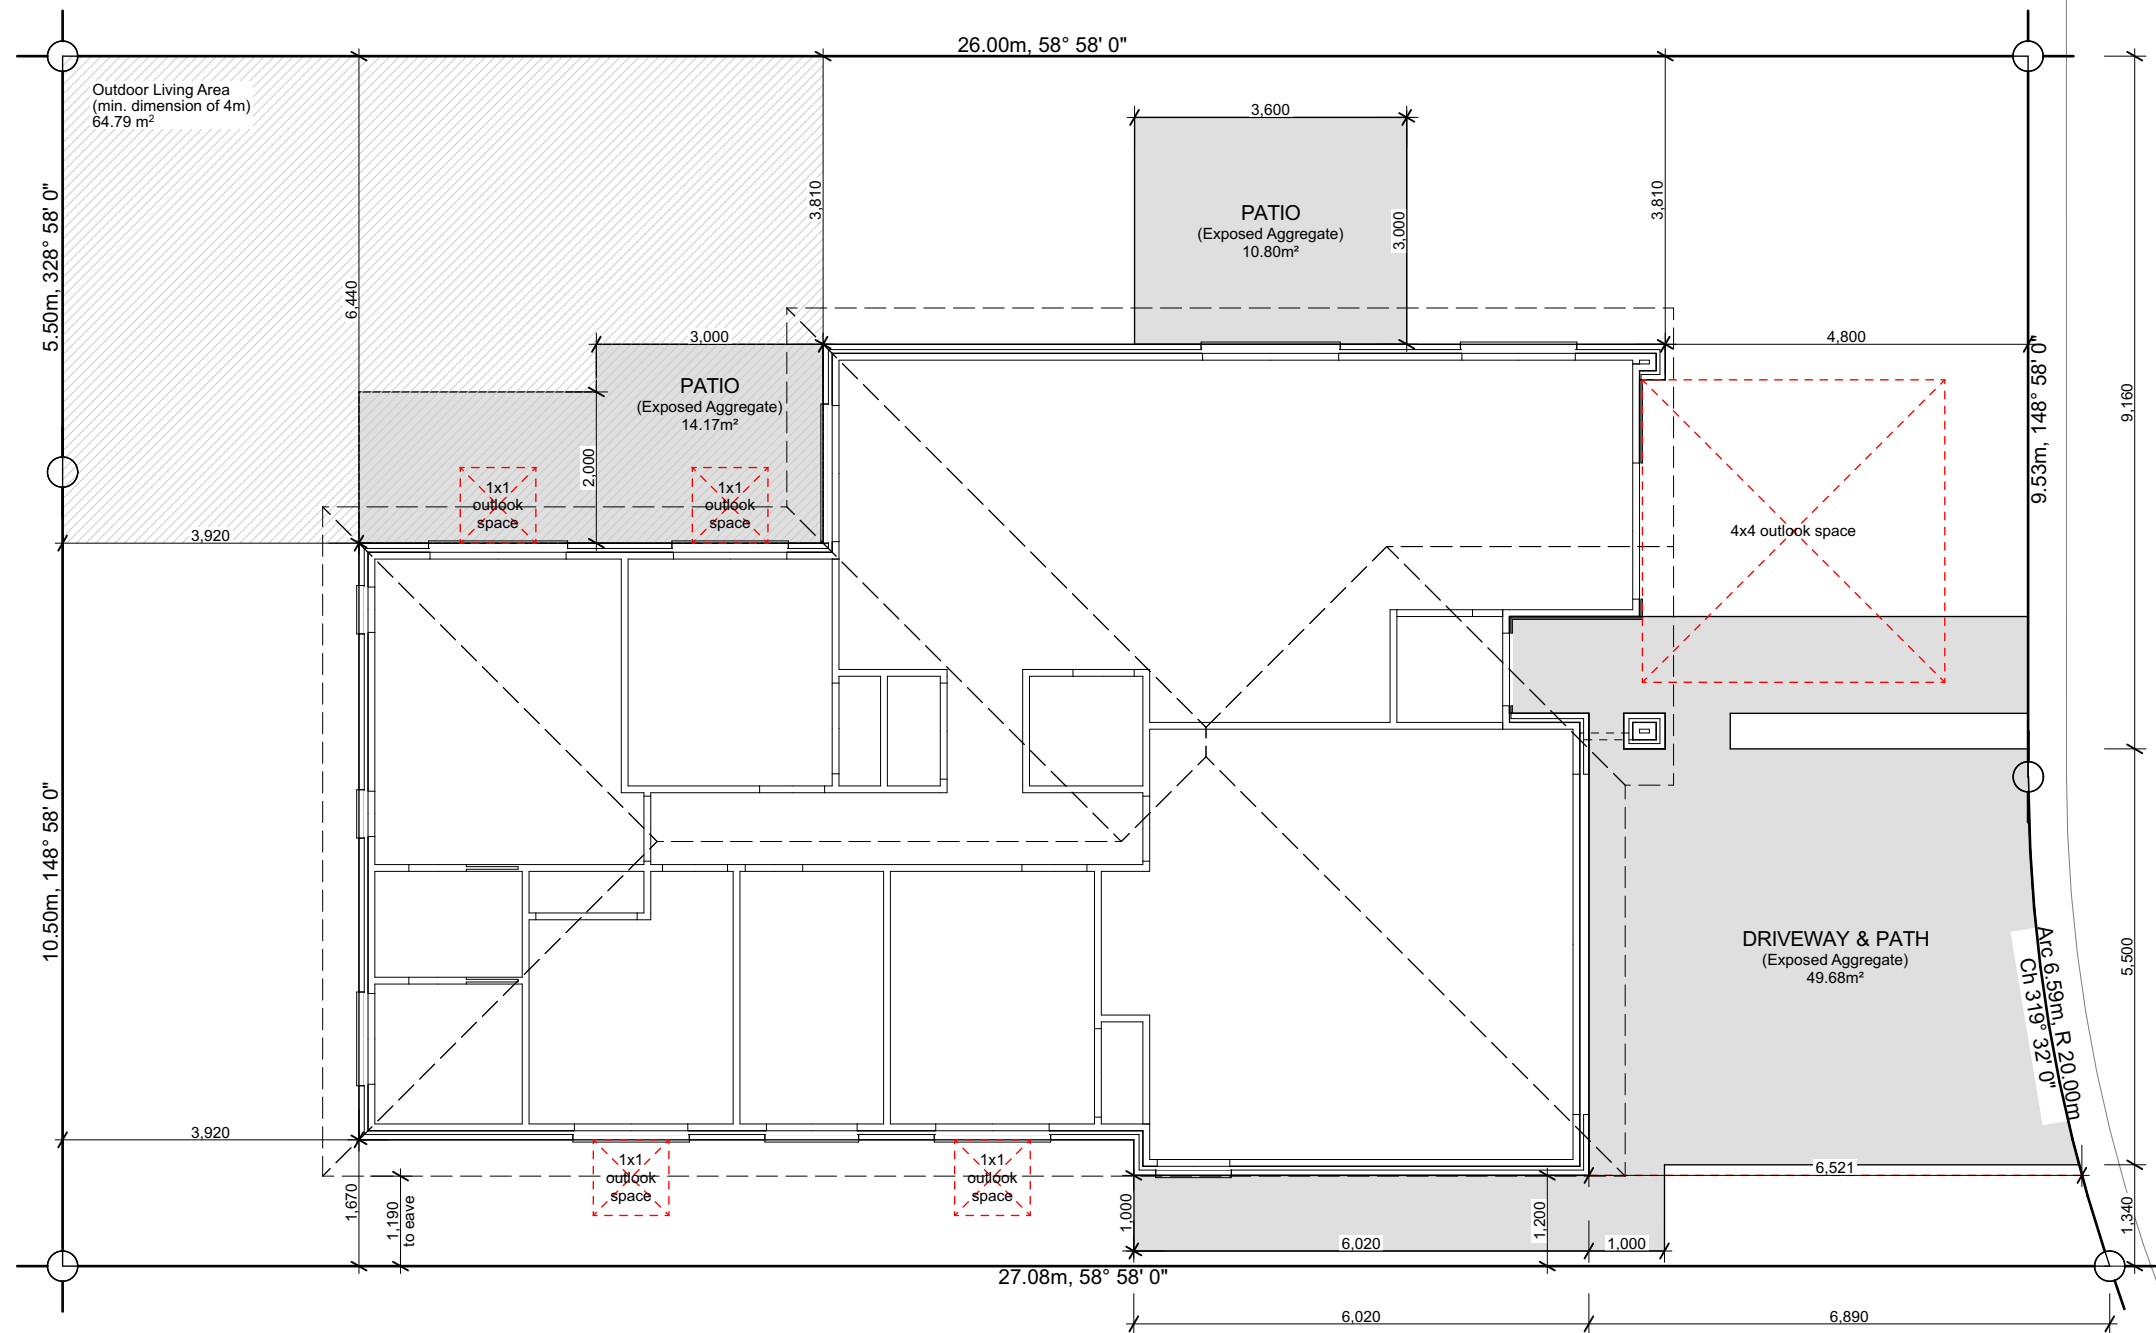 26.00m, 58° 58' 0"
Outdoor Living Area
(min. dimension of 4m)
64.79 m²
3,600
5.50m, 328° 58' 0"
6,440
3,810
PATIO
(Exposed Aggregate)
10.80m²
3,000
3,810
3,000
4,800
9.53m, 148° 58' 0"
9,160
PATIO
(Exposed Aggregate)
14.17m²
2,000
1x1
outlook
space
1x1
outlook
space
3,920
4x4 outlook space
10.50m, 148° 58' 0"
DRIVEWAY & PATH
(Exposed Aggregate)
49.68m²
Arc 6.59m, R 20.00m
Ch 319° 32' 0"
5,500
3,920
1x1
outlook
space
1x1
outlook
space
6,521
1,670
1,190
to eave
1,000
1,200
1,340
6,020
1,000
27.08m, 58° 58' 0"
6,020
6,890